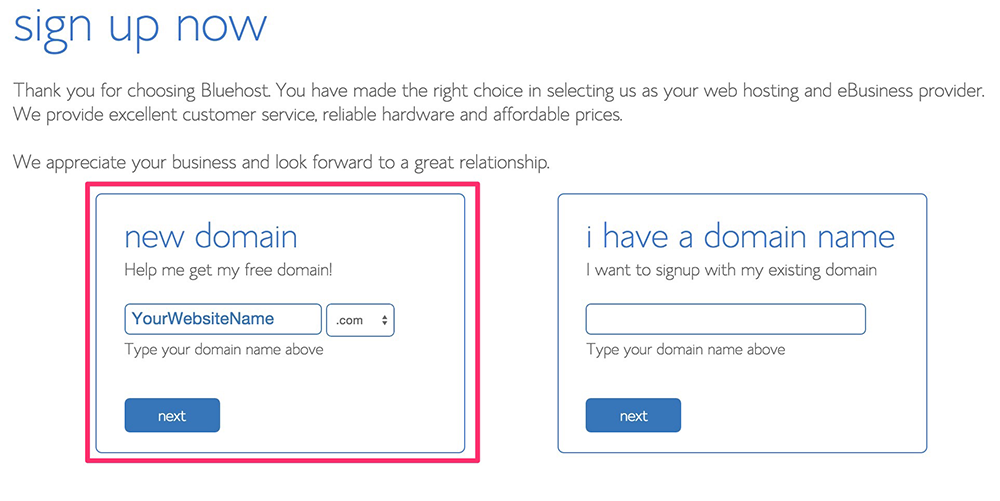 sign up now
Thank you for choosing Bluehost. You have made the right choice in selecting us as your web hosting and eBusiness provider.
We provide excellent customer service, reliable hardware and affordable prices.
We appreciate your business and look forward to a great relationship.
new domain
Help me get my free domain!
YourWebsiteName .com
Type your domain name above
next
i have a domain name
I want to signup with my existing domain
Type your domain name above
next